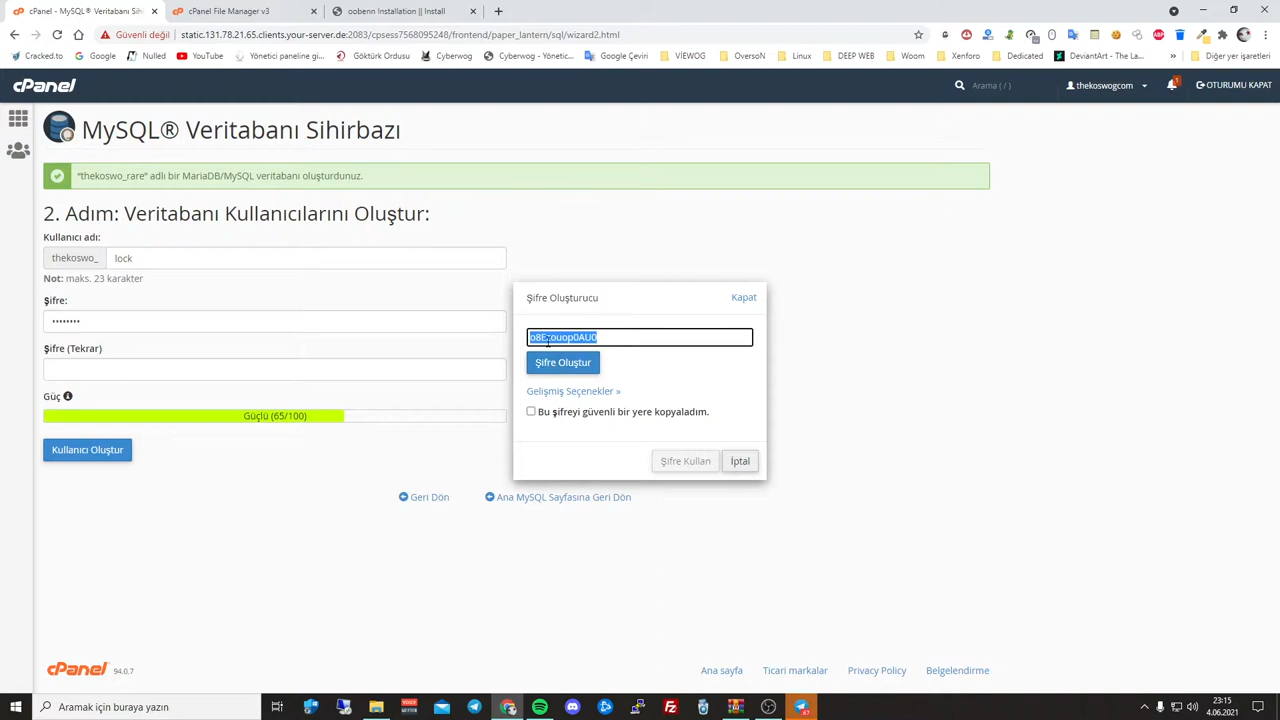 cPanel - MySQL® Veritabanı Sihirba
cPanel File Manager v3
oobenn Installation || Install
Güvenli değil
static.131.78.21.65.clients.your-server.de:2083/cpsess7568095248/frontend/paper_lantern/sql/wizard2.html
Cracked.to
Google
Nulled
YouTube
Yönetici paneline gi...
Göktürk Ordusu
Cyberwog
Cyberwog - Yönetic...
Google Çeviri
VİEWOG
OversoN
Linux
DEEP WEB
Woom
Xenforo
Dedicated
DeviantArt - The La...
»
Diğer yer işaretleri
cPanel
Arama ( / )
thekoswogcom
1
OTURUMU KAPAT
MySQL® Veritabanı Sihirbazı
“thekoswo_rare” adlı bir MariaDB/MySQL veritabanı oluşturdunuz.
2. Adım: Veritabanı Kullanıcılarını Oluştur:
Kullanıcı adı:
thekoswo_
lock
Not: maks. 23 karakter
Şifre:
••••••••
Şifre (Tekrar)
Güç
Güçlü (65/100)
Kullanıcı Oluştur
Geri Dön
Ana MySQL Sayfasına Geri Dön
Şifre Oluşturucu
Kapat
Şifre Oluştur
Gelişmiş Seçenekler »
Bu şifreyi güvenli bir yere kopyaladım.
Şifre Kullan
İptal
cPanel
94.0.7
Ana sayfa
Ticari markalar
Privacy Policy
Belgelendirme
Aramak için buraya yazın
VOICE
67
23:15
4.06.2021